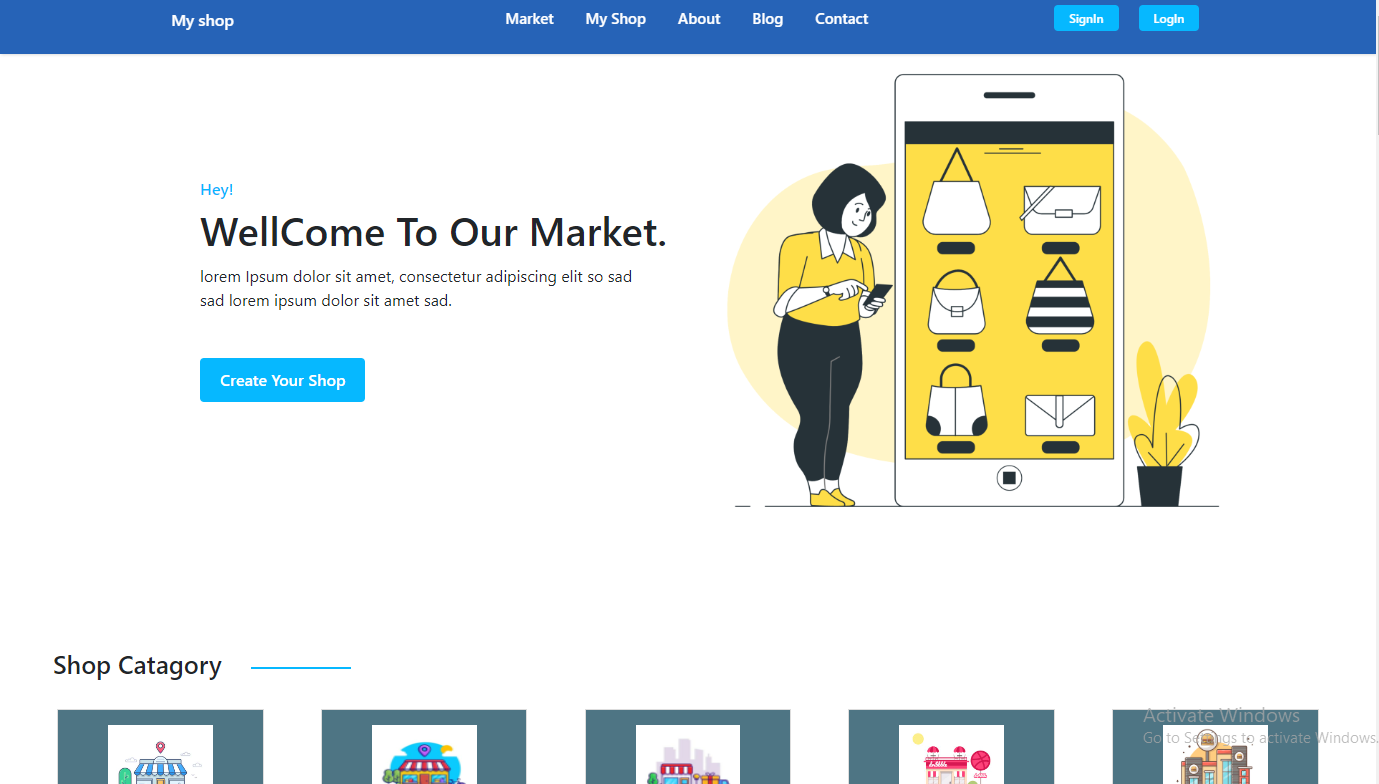 My shop
Market My Shop About Blog Contact
SignIn LogIn
Hey!
WellCome To Our Market.
lorem Ipsum dolor sit amet, consectetur adipiscing elit so sad
sad lorem ipsum dolor sit amet sad.
Create Your Shop
Shop Catagory
Activate Windows
Go to Settings to activate Windows.